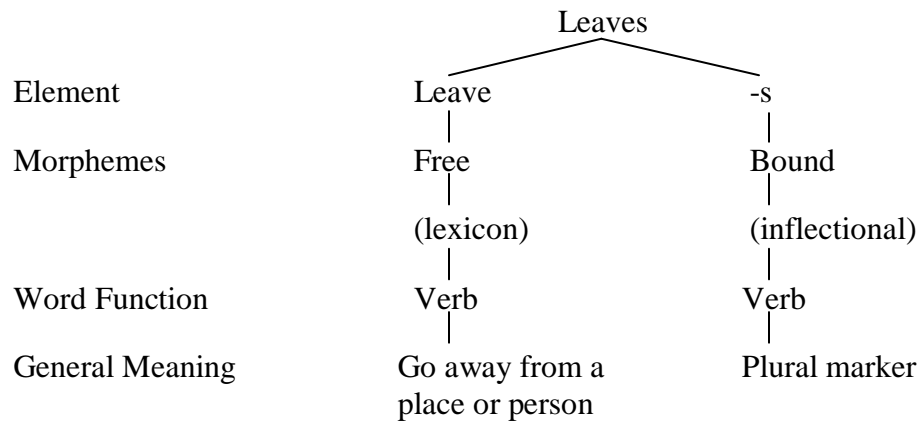 Leaves
Element Leave -s
Morphemes Free Bound
(lexicon) (inflectional)
Word Function Verb Verb
General Meaning Go away from a Plural marker
place or person